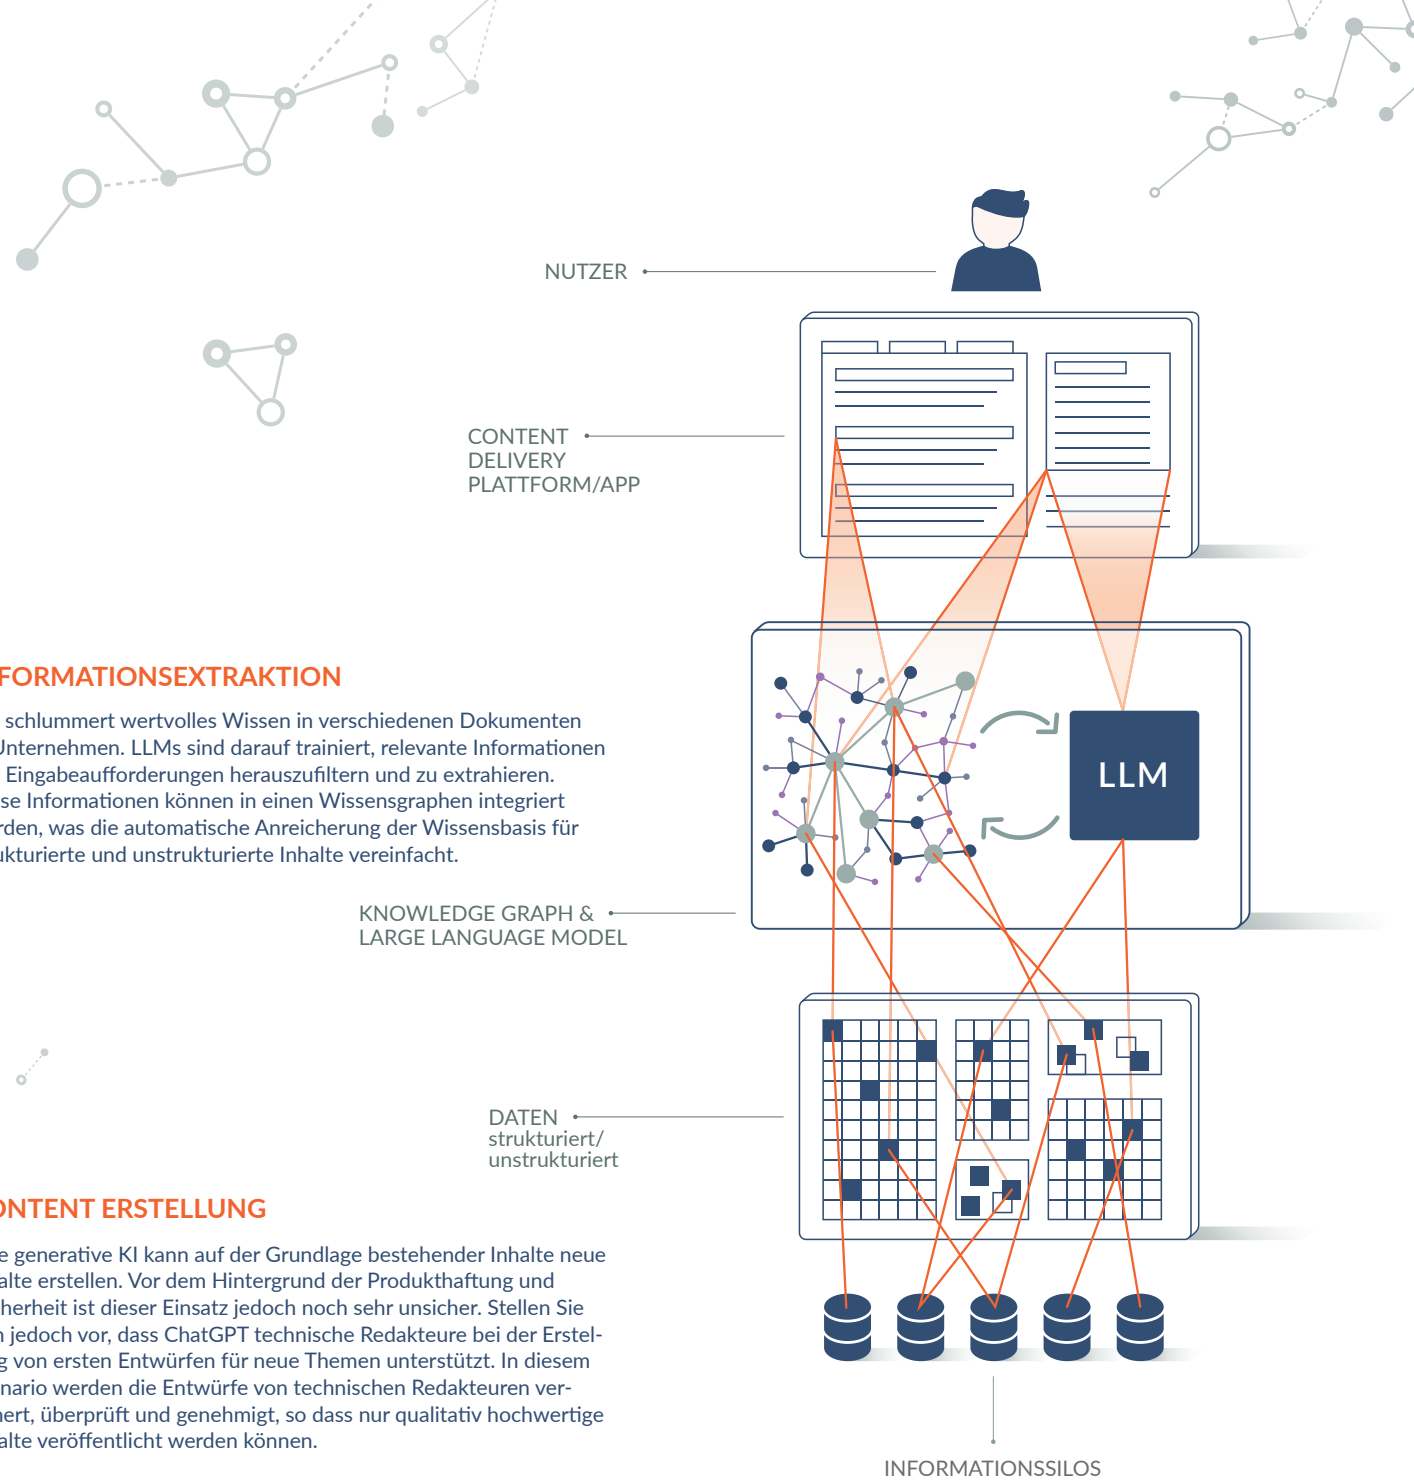 NUTZER
CONTENT
DELIVERY
PLATTFORM/APP
FORMATIONSEXTRAKTION
schlummert wertvolles Wissen in verschiedenen Dokumenten
Unternehmen. LLMs sind darauf trainiert, relevante Informationen
Eingabeaufforderungen herauszufiltern und zu extrahieren.
se Informationen können in einen Wissensgraphen integriert
rden, was die automatische Anreicherung der Wissensbasis für
ukturierte und unstrukturierte Inhalte vereinfacht.
LLM
KNOWLEDGE GRAPH &
LARGE LANGUAGE MODEL
DATEN
strukturiert/
unstrukturiert
ONTENT ERSTELLUNG
e generative KI kann auf der Grundlage bestehender Inhalte neue
alte erstellen. Vor dem Hintergrund der Produkthaftung und
herheit ist dieser Einsatz jedoch noch sehr unsicher. Stellen Sie
h jedoch vor, dass ChatGPT technische Redakteure bei der Erstel-
g von ersten Entwürfen für neue Themen unterstützt. In diesem
nario werden die Entwürfe von technischen Redakteuren ver-
ert, überprüft und genehmigt, so dass nur qualitativ hochwertige
alte veröffentlicht werden können.
INFORMATIONSSILOS